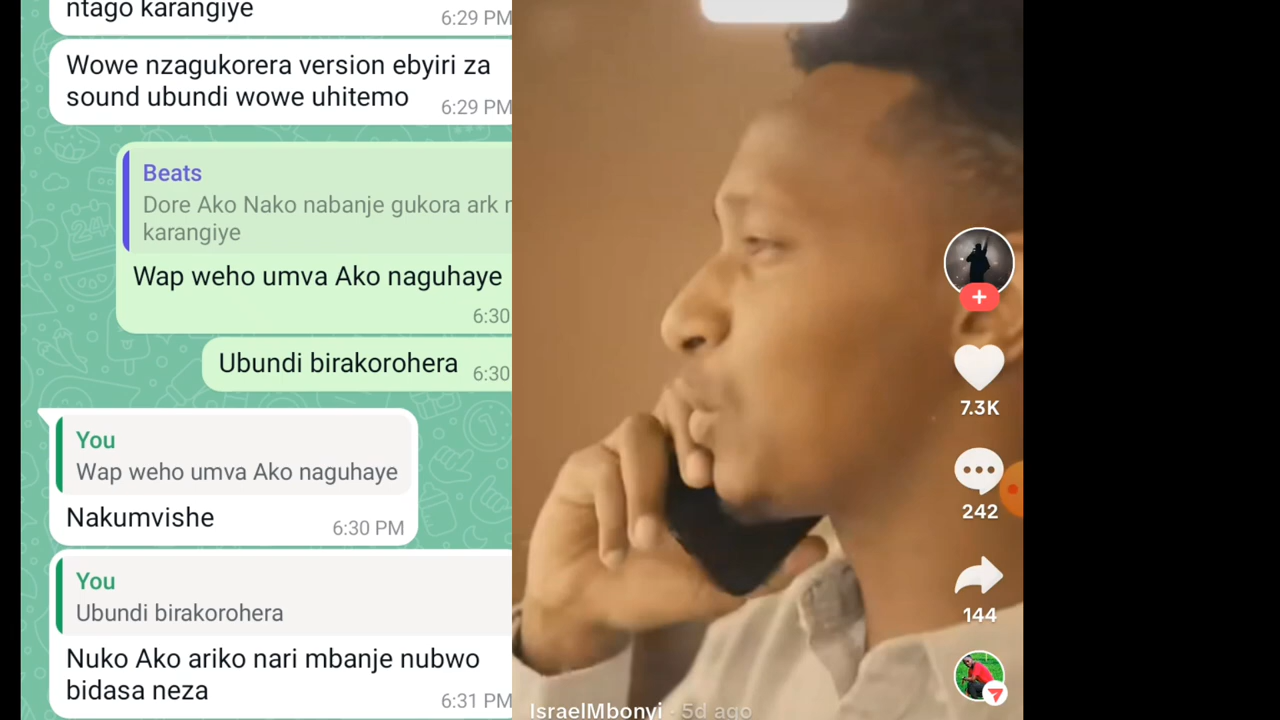 ntago karangiye
6:29 PM
Wowe nzagukorera version ebyiri za
sound ubundi wowe uhitemo
6:29 PM
Beats
Dore Ako Nako nabanje gukora ark
karangiye
Wap weho umva Ako naguhaye
6:30
Ubundi birakorohera
6:30
You
Wap weho umva Ako naguhaye
Nakumvishe
6:30 PM
You
Ubundi birakorohera
Nuko Ako ariko nari mbanje nubwo
bidasa neza
6:31 PM
7.3K
242
144
IsraelMbonyi · 5d ago